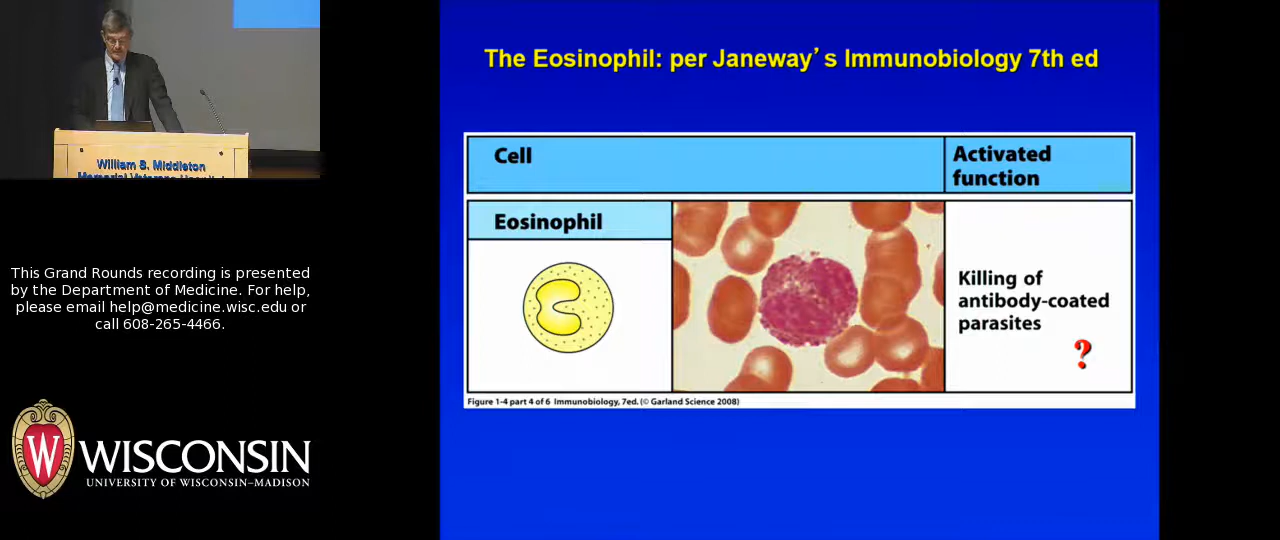 The Eosinophil: per Janeway's Immunobiology 7th ed
Cell
Activated
function
Eosinophil
Killing of
antibody-coated
parasites
?
Figure 1-4 part 4 of 6 Immunobiology, 7ed. (© Garland Science 2008)
William S. Middleton
Memorial Veterans
This Grand Rounds recording is presented
by the Department of Medicine. For help,
please email help@medicine.wisc.edu or
call 608-265-4466.
W
WISCONSIN
UNIVERSITY OF WISCONSIN–MADISON